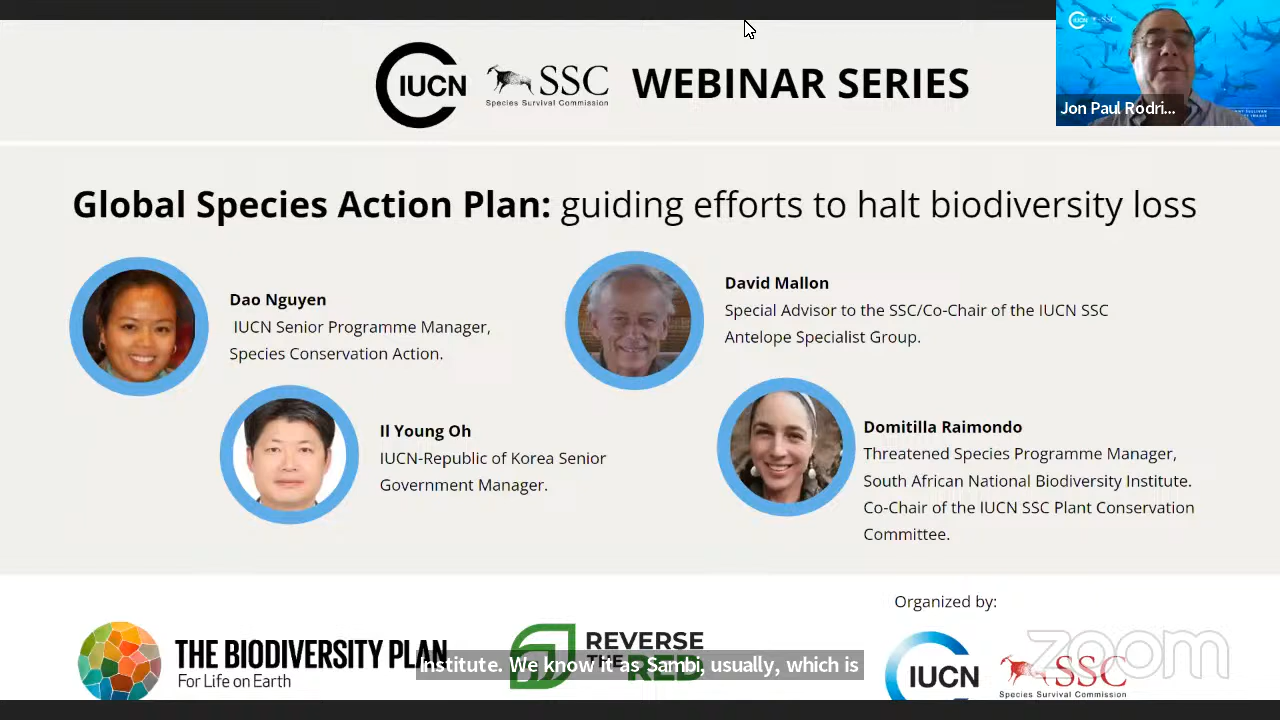 IUCN SSC WEBINAR SERIES
Species Survival Commission
IUCN SSC
Jon Paul Rodri...
Global Species Action Plan: guiding efforts to halt biodiversity loss
Dao Nguyen
IUCN Senior Programme Manager,
Species Conservation Action.
David Mallon
Special Advisor to the SSC/Co-Chair of the IUCN SSC
Antelope Specialist Group.
Il Young Oh
IUCN-Republic of Korea Senior
Government Manager.
Domitilla Raimondo
Threatened Species Programme Manager,
South African National Biodiversity Institute.
Co-Chair of the IUCN SSC Plant Conservation
Committee.
Organized by:
THE BIODIVERSITY PLAN
For Life on Earth
REVERSE
THE RED
IUCN SSC
Species Survival Commission
zoom
Institute. We know it as Sambi, usually, which is